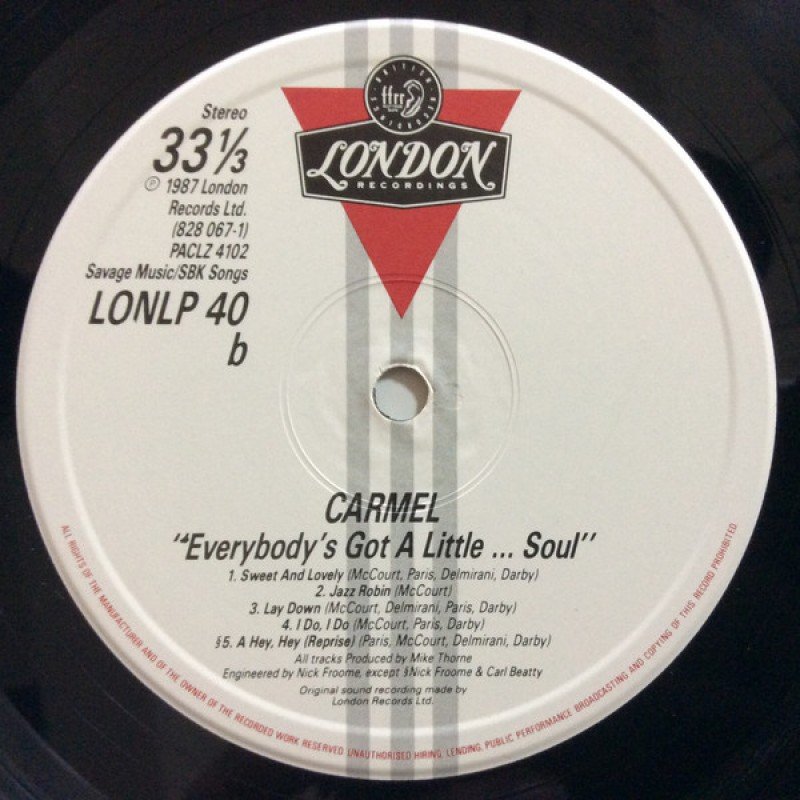 BRITISH
ffrr
RECORDINGS
LONDON
RECORDINGS
Stereo
33⅓
℗ 1987 London
Records Ltd.
(828 067-1)
PACLZ 4102
Savage Music/SBK Songs
LONLP 40
b
CARMEL
"Everybody's Got A Little ... Soul"
1. Sweet And Lovely (McCourt, Paris, Delmirani, Darby)
2. Jazz Robin (McCourt)
3. Lay Down (McCourt, Delmirani, Paris, Darby)
4. I Do, I Do (McCourt, Paris, Darby)
§5. A Hey, Hey (Reprise) (Paris, McCourt, Delmirani, Darby)
All tracks Produced by Mike Thorne
Engineered by Nick Froome, except §Nick Froome & Carl Beatty
Original sound recording made by
London Records Ltd.
ALL RIGHTS OF THE MANUFACTURER AND OF THE OWNER OF THE RECORDED WORK RESERVED. UNAUTHORISED HIRING, LENDING, PUBLIC PERFORMANCE BROADCASTING AND COPYING OF THIS RECORD PROHIBITED